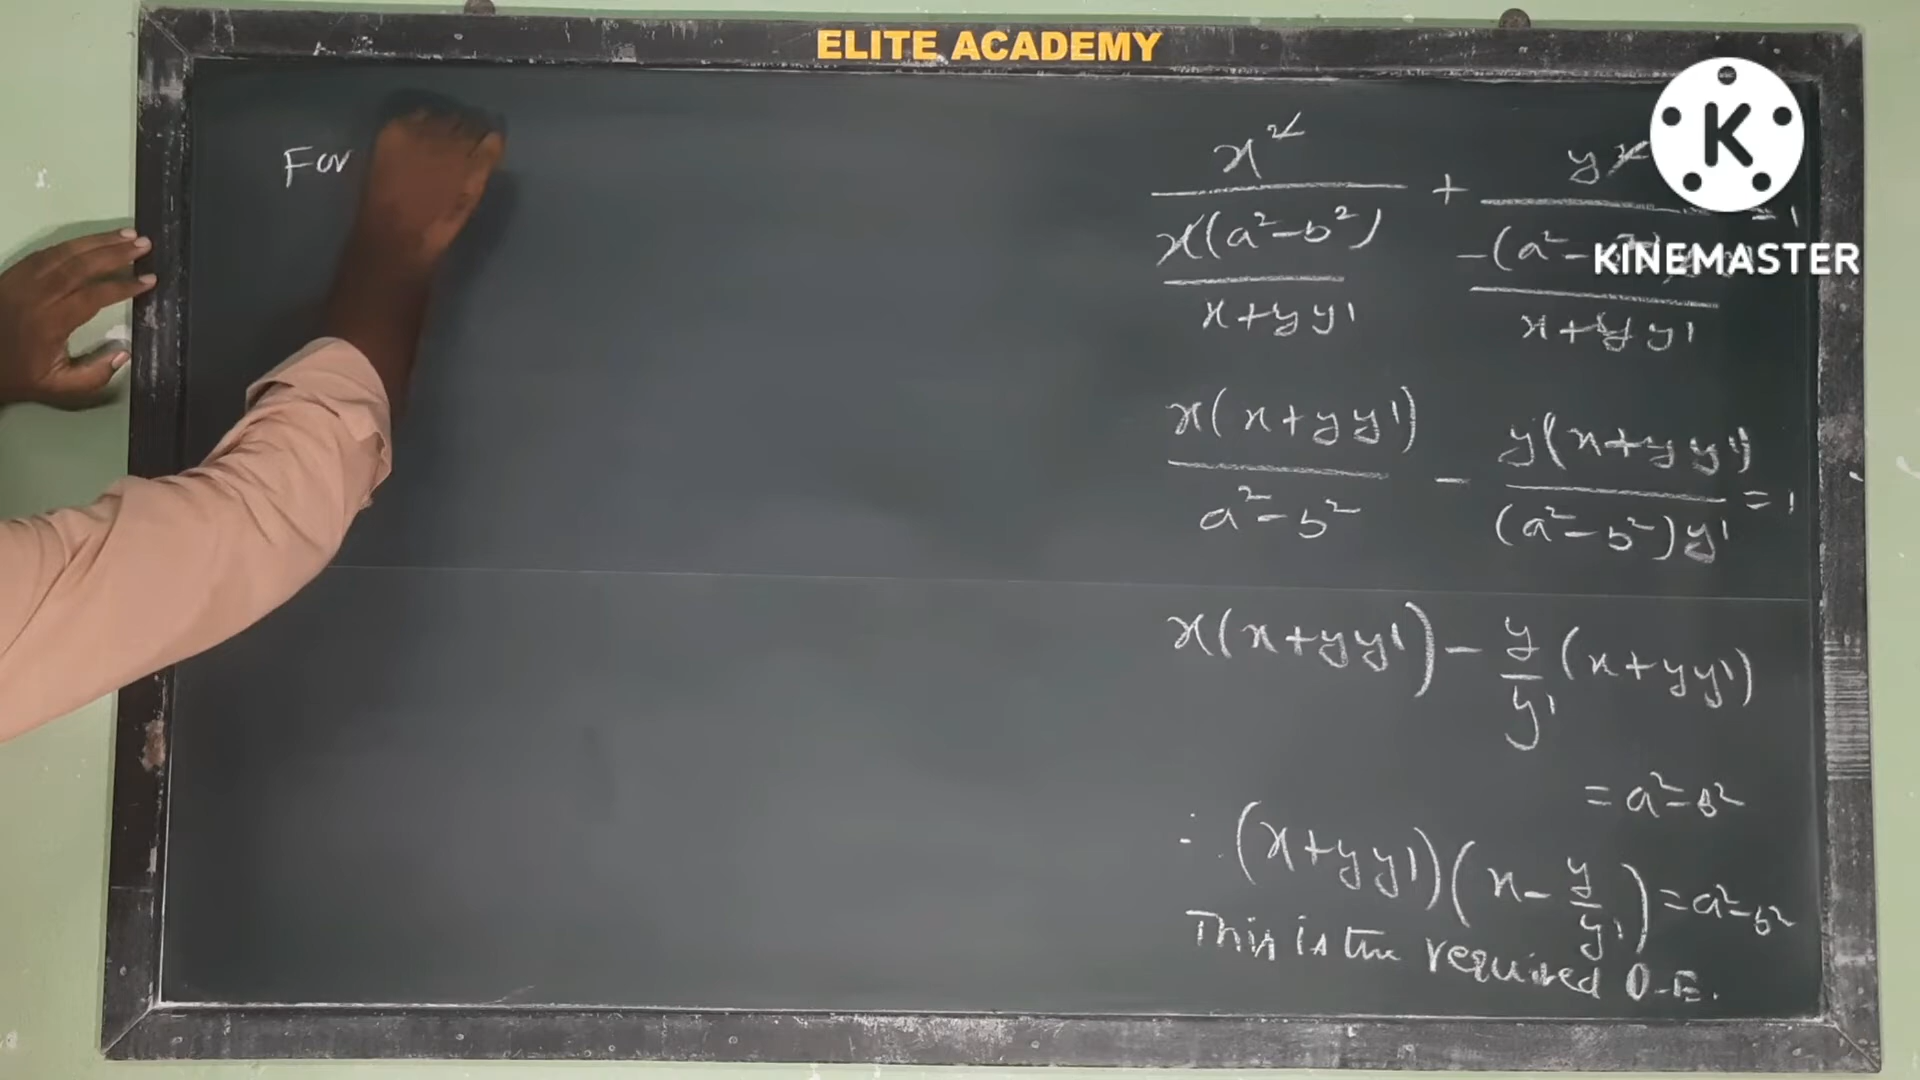 ELITE ACADEMY
For
x² / (x(a²-b²) / (x+yy')) + y² / (-(a²- / (x+yy')) = 1
x(x+yy') / (a²-b²) - y(x+yy') / ((a²-b²)y') = 1
x(x+yy') - y/y' (x+yy')
= a²-b²
∴ (x+yy')(x - y/y') = a²-b²
This is the required D.E.
K
KINEMASTER